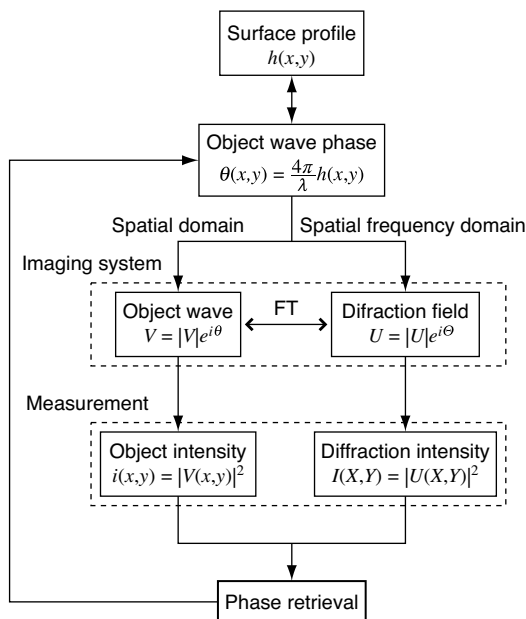 Surface profile
h(x,y)
Object wave phase
θ(x,y) = 4π/λ h(x,y)
Spatial domain
Spatial frequency domain
Imaging system
Object wave
V = |V|e^{iθ}
FT
Difraction field
U = |U|e^{iΘ}
Measurement
Object intensity
i(x,y) = |V(x,y)|²
Diffraction intensity
I(X,Y) = |U(X,Y)|²
Phase retrieval